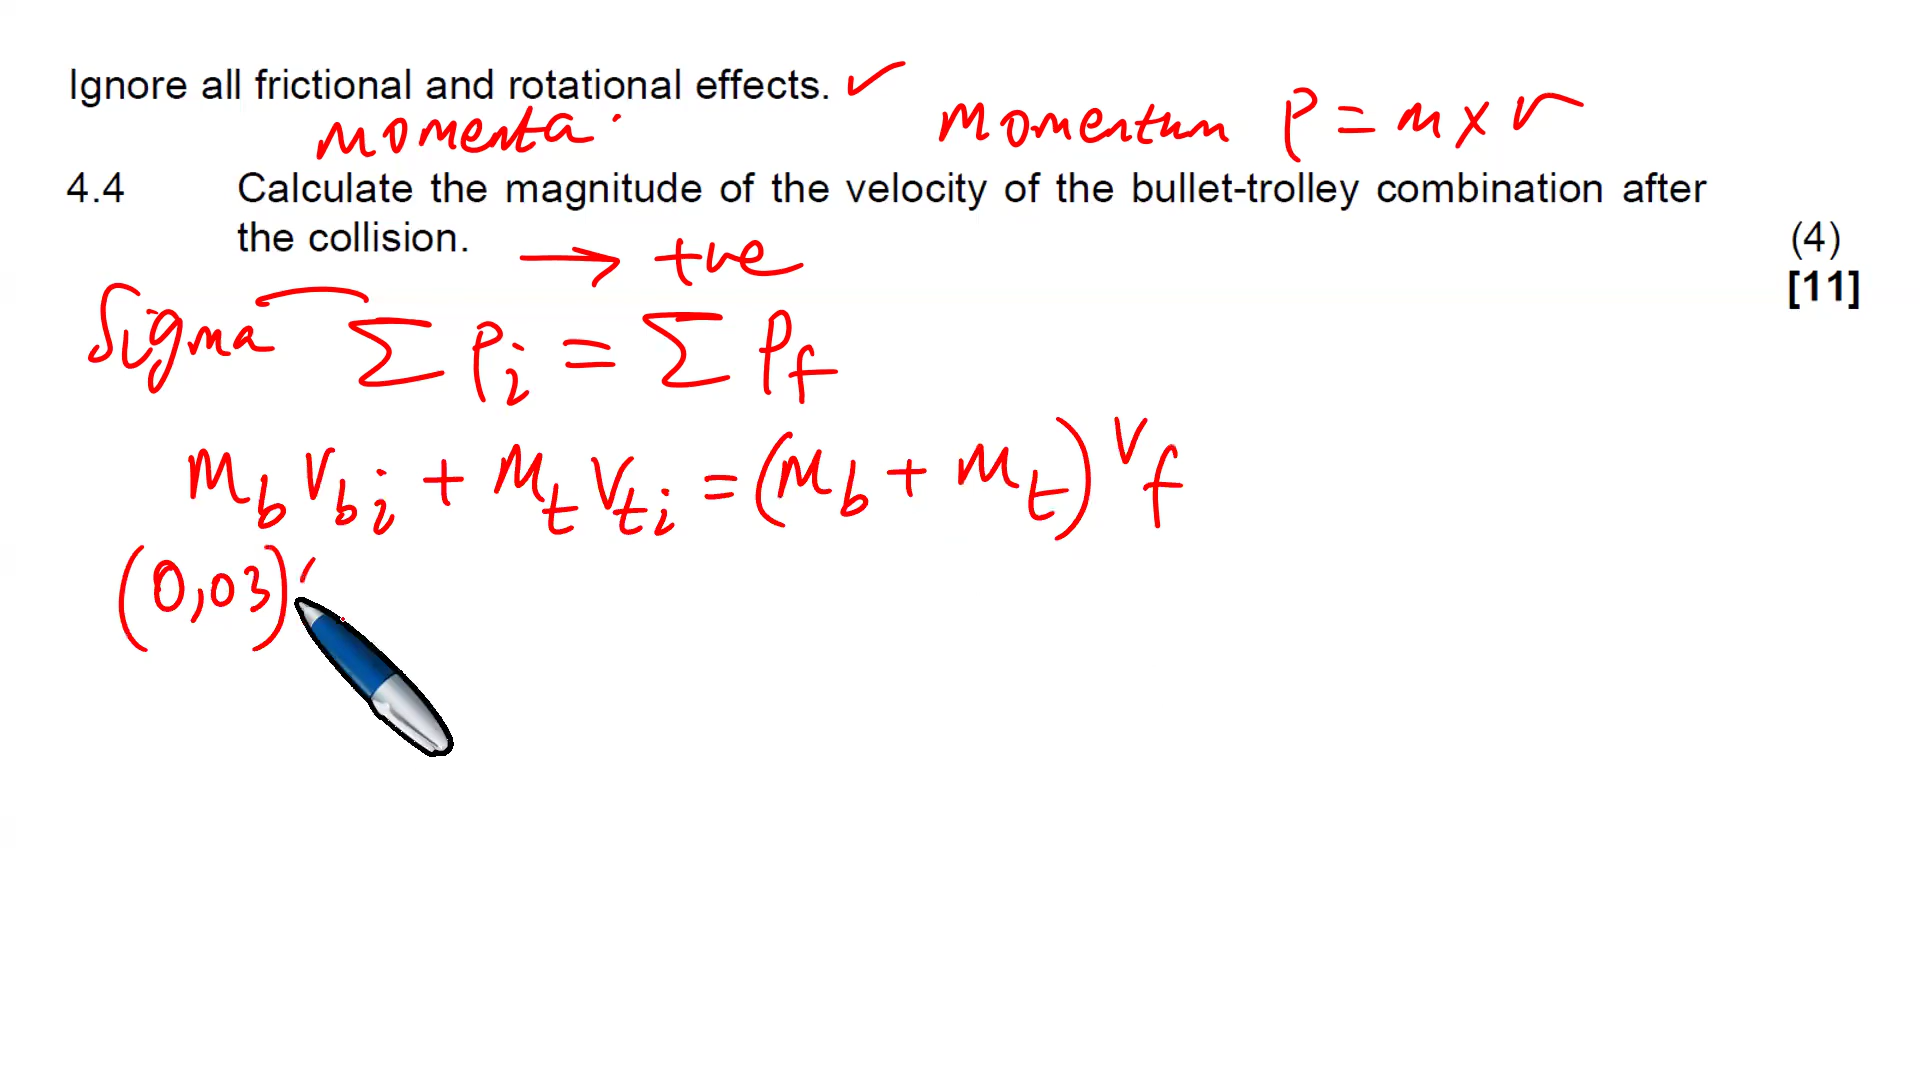 Ignore all frictional and rotational effects. ✓
momenta. momentum P = m x v
4.4 Calculate the magnitude of the velocity of the bullet-trolley combination after
the collision. → +ve (4)
[11]
Sigma Σ Pi = Σ Pf
mb vbi + mt vti = (mb + mt) vf
(0,03)(